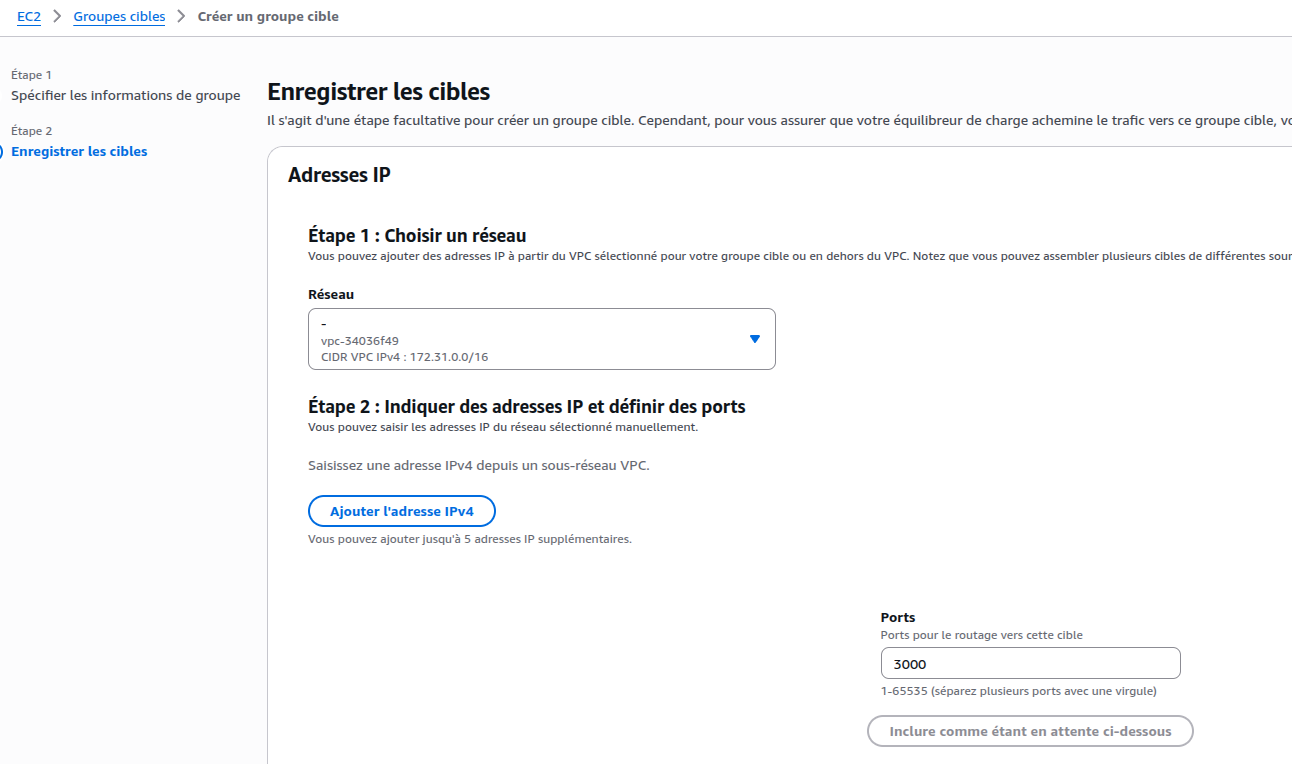 EC2 > Groupes cibles > Créer un groupe cible
Étape 1
Spécifier les informations de groupe
Étape 2
Enregistrer les cibles
Enregistrer les cibles
Il s'agit d'une étape facultative pour créer un groupe cible. Cependant, pour vous assurer que votre équilibreur de charge achemine le trafic vers ce groupe cible,
Adresses IP
Étape 1 : Choisir un réseau
Vous pouvez ajouter des adresses IP à partir du VPC sélectionné pour votre groupe cible ou en dehors du VPC. Notez que vous pouvez assembler plusieurs cibles de différentes
Réseau
-
vpc-34036f49
CIDR VPC IPv4 : 172.31.0.0/16
Étape 2 : Indiquer des adresses IP et définir des ports
Vous pouvez saisir les adresses IP du réseau sélectionné manuellement.
Saisissez une adresse IPv4 depuis un sous-réseau VPC.
Ajouter l'adresse IPv4
Vous pouvez ajouter jusqu'à 5 adresses IP supplémentaires.
Ports
Ports pour le routage vers cette cible
3000
1-65535 (séparez plusieurs ports avec une virgule)
Inclure comme étant en attente ci-dessous